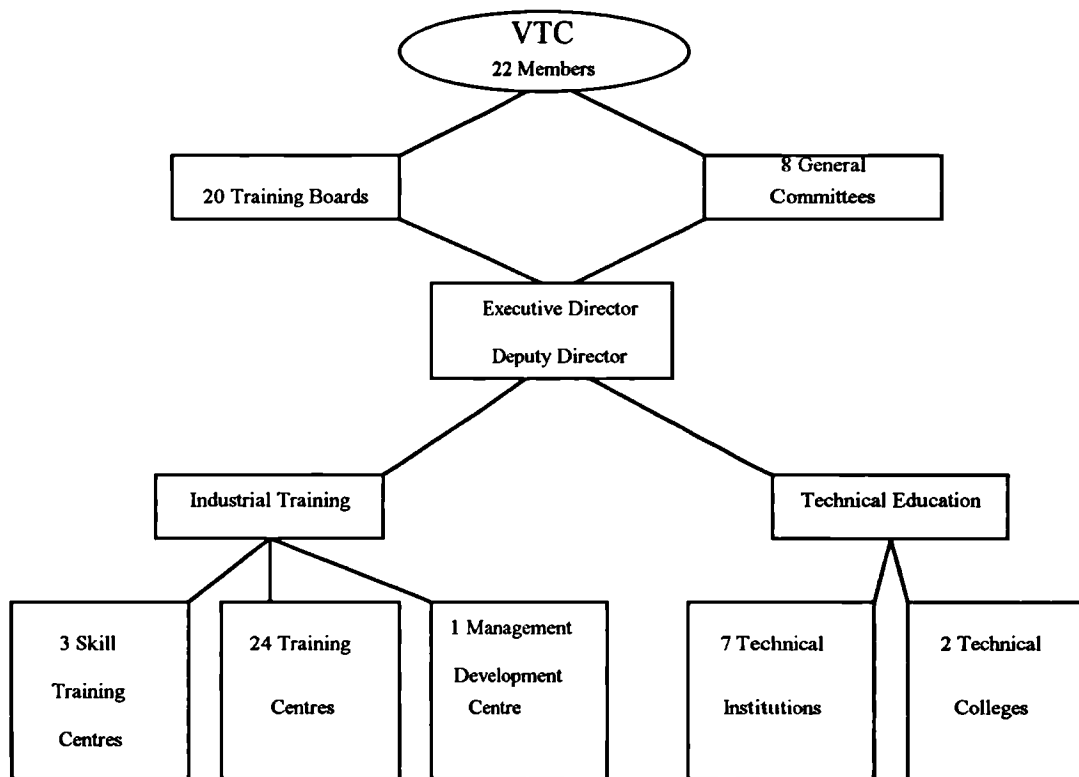 VTC
22 Members
20 Training Boards
8 General
Committees
Executive Director
Deputy Director
Industrial Training
Technical Education
3 Skill
Training
Centres
24 Training
Centres
1 Management
Development
Centre
7 Technical
Institutions
2 Technical
Colleges